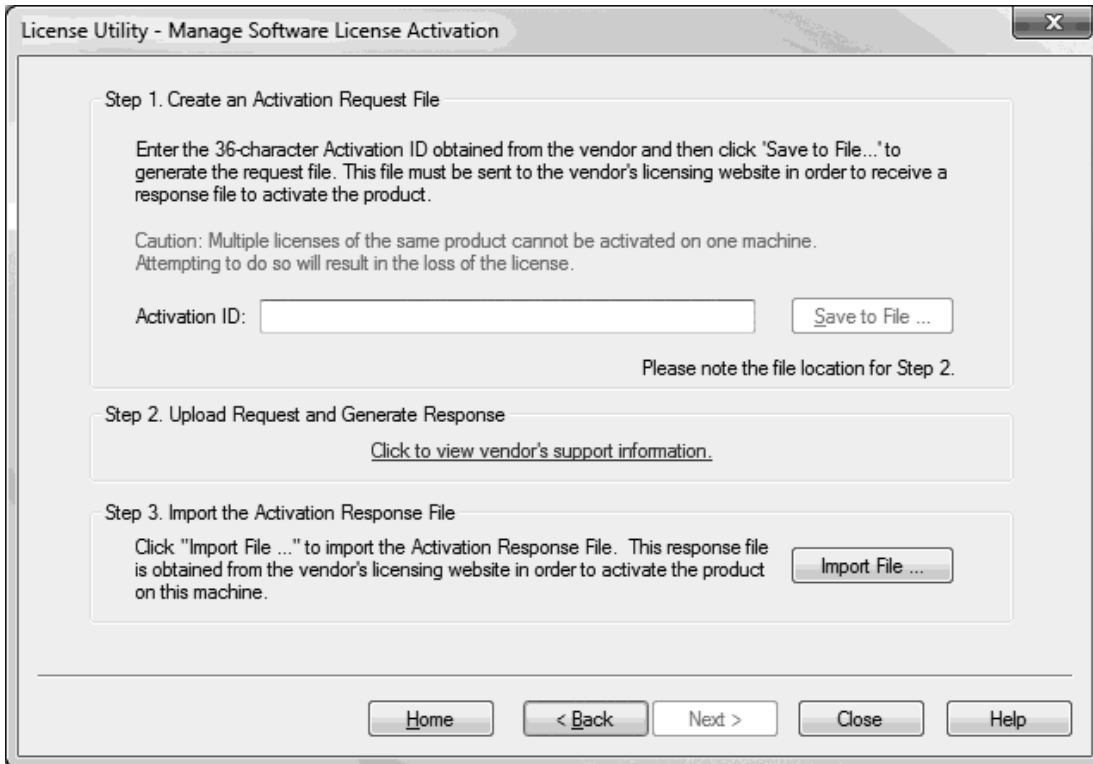 License Utility - Manage Software License Activation
X
Step 1. Create an Activation Request File
Enter the 36-character Activation ID obtained from the vendor and then click 'Save to File...' to
generate the request file. This file must be sent to the vendor's licensing website in order to receive a
response file to activate the product.
Caution: Multiple licenses of the same product cannot be activated on one machine.
Attempting to do so will result in the loss of the license.
Activation ID:
Save to File ...
Please note the file location for Step 2.
Step 2. Upload Request and Generate Response
Click to view vendor's support information.
Step 3. Import the Activation Response File
Click "Import File ..." to import the Activation Response File. This response file
is obtained from the vendor's licensing website in order to activate the product
on this machine.
Import File ...
Home
< Back
Next >
Close
Help